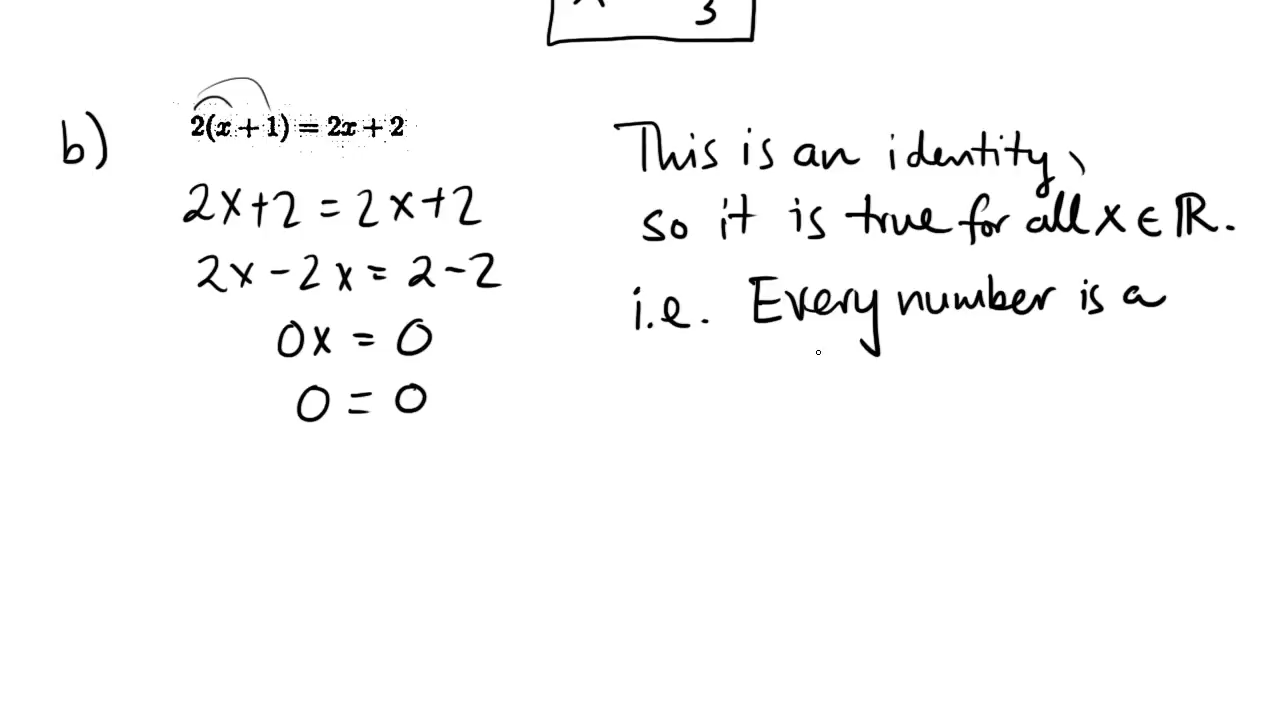 3
b)
2(x + 1) = 2x + 2
2x+2 = 2x+2
2x - 2x = 2-2
0x = 0
0 = 0
This is an identity,
so it is true for all x ∈ ℝ.
i.e. Every number is a